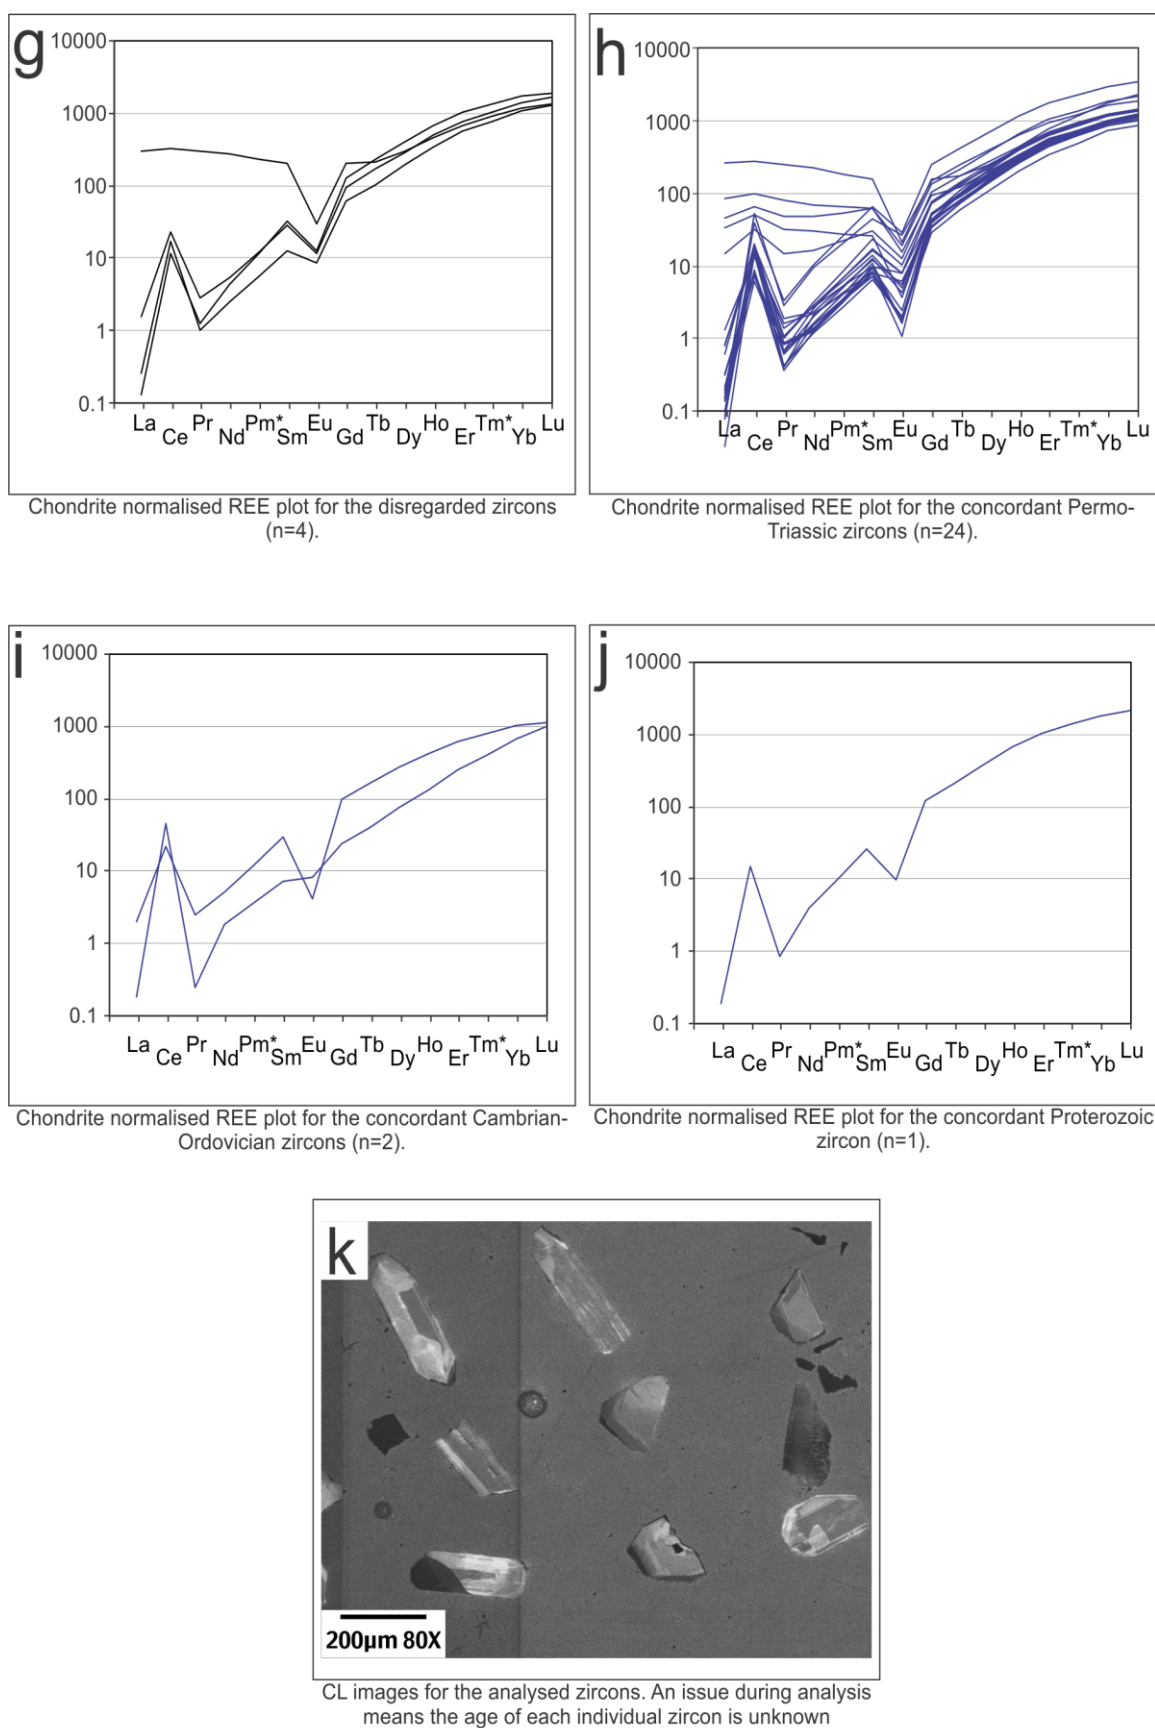 g
10000
1000
100
10
1
0.1
La Ce Pr Nd Pm* Sm Eu Gd Tb Dy Ho Er Tm* Yb Lu
Chondrite normalised REE plot for the disregarded zircons
(n=4).
h
10000
1000
100
10
1
0.1
La Ce Pr Nd Pm* Sm Eu Gd Tb Dy Ho Er Tm* Yb Lu
Chondrite normalised REE plot for the concordant Permo-
Triassic zircons (n=24).
i
10000
1000
100
10
1
0.1
La Ce Pr Nd Pm* Sm Eu Gd Tb Dy Ho Er Tm* Yb Lu
Chondrite normalised REE plot for the concordant Cambrian-
Ordovician zircons (n=2).
j
10000
1000
100
10
1
0.1
La Ce Pr Nd Pm* Sm Eu Gd Tb Dy Ho Er Tm* Yb Lu
Chondrite normalised REE plot for the concordant Proterozoic
zircon (n=1).
k
200µm 80X
CL images for the analysed zircons. An issue during analysis
means the age of each individual zircon is unknown